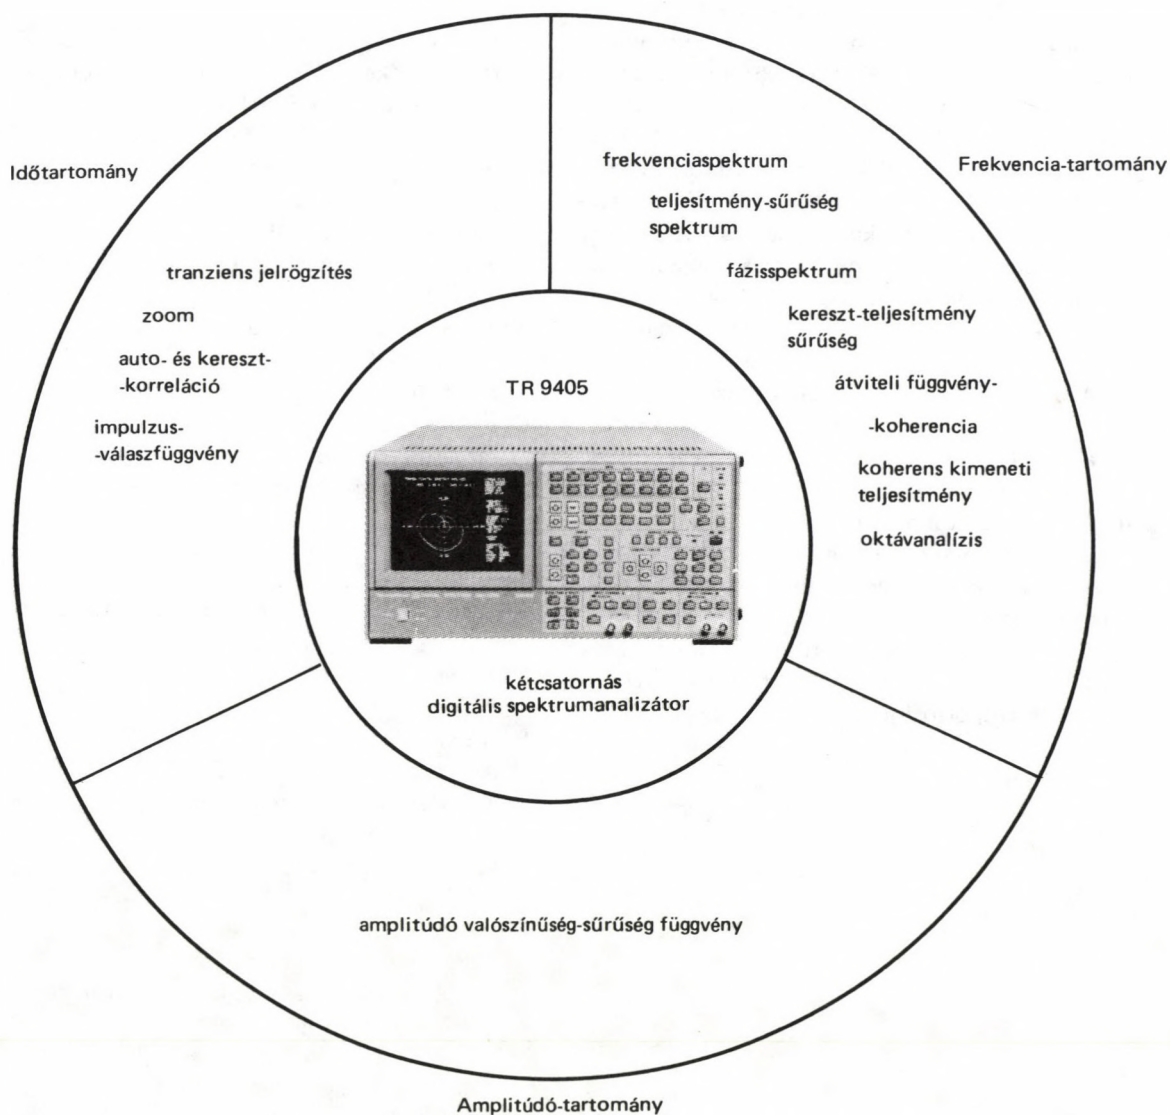 Időtartomány
tranziens jelrögzítés
zoom
auto- és kereszt-
-korreláció
impulzus-
-válaszfüggvény
Frekvencia-tartomány
frekvenciaspektrum
teljesítmény-sűrűség
spektrum
fázisspektrum
kereszt-teljesítmény
sűrűség
átviteli függvény-
-koherencia
koherens kimeneti
teljesítmény
oktávanalízis
TR 9405
kétcsatornás
digitális spektrumanalizátor
amplitúdó valószínűség-sűrűség függvény
Amplitúdó-tartomány